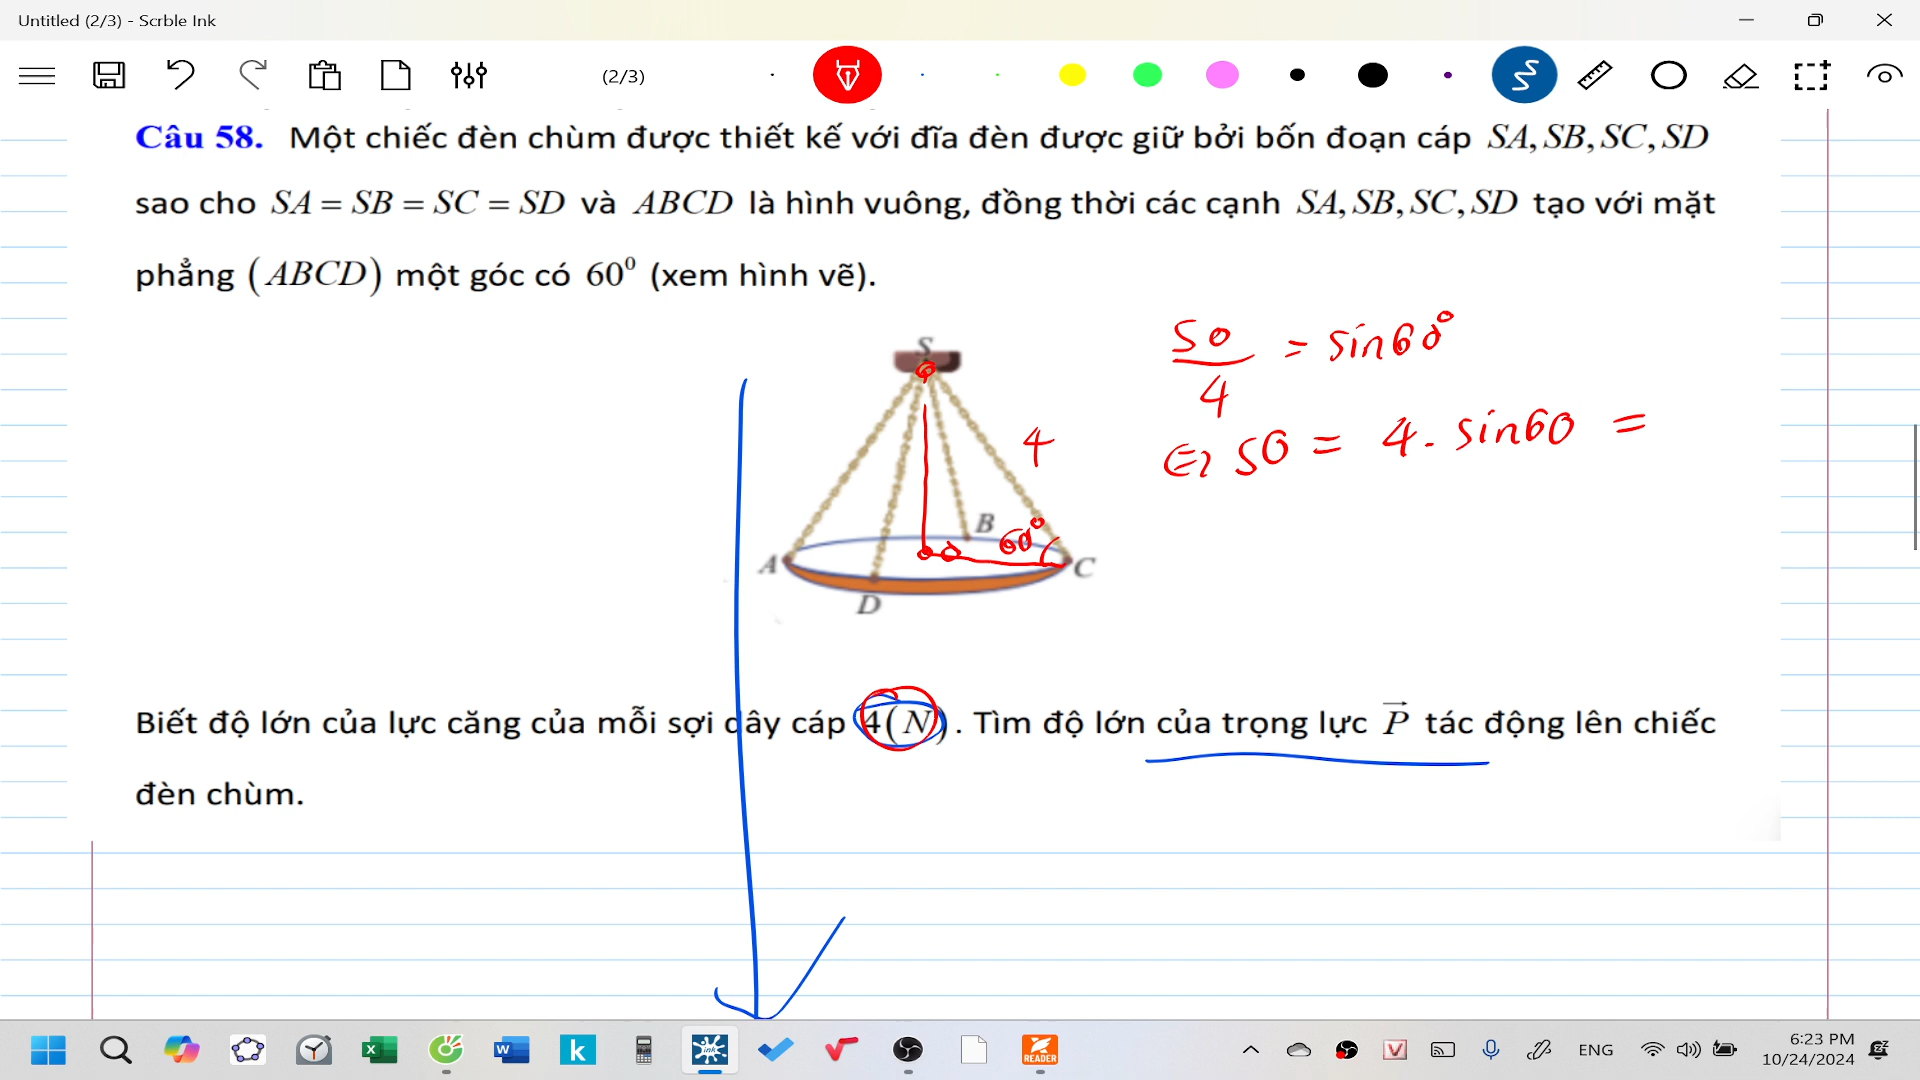 Untitled (2/3) - Scrble Ink
(2/3)
Câu 58. Một chiếc đèn chùm được thiết kế với đĩa đèn được giữ bởi bốn đoạn cáp SA, SB, SC, SD
sao cho SA = SB = SC = SD và ABCD là hình vuông, đồng thời các cạnh SA, SB, SC, SD tạo với mặt
phẳng (ABCD) một góc có 60⁰ (xem hình vẽ).
S
SO/4 = sin60°
4
⇔ SO = 4. sin60 =
B
60°
O
A
C
D
Biết độ lớn của lực căng của mỗi sợi dây cáp 4(N). Tìm độ lớn của trọng lực P⃗ tác động lên chiếc
đèn chùm.
ink
READER
ENG
6:23 PM
10/24/2024